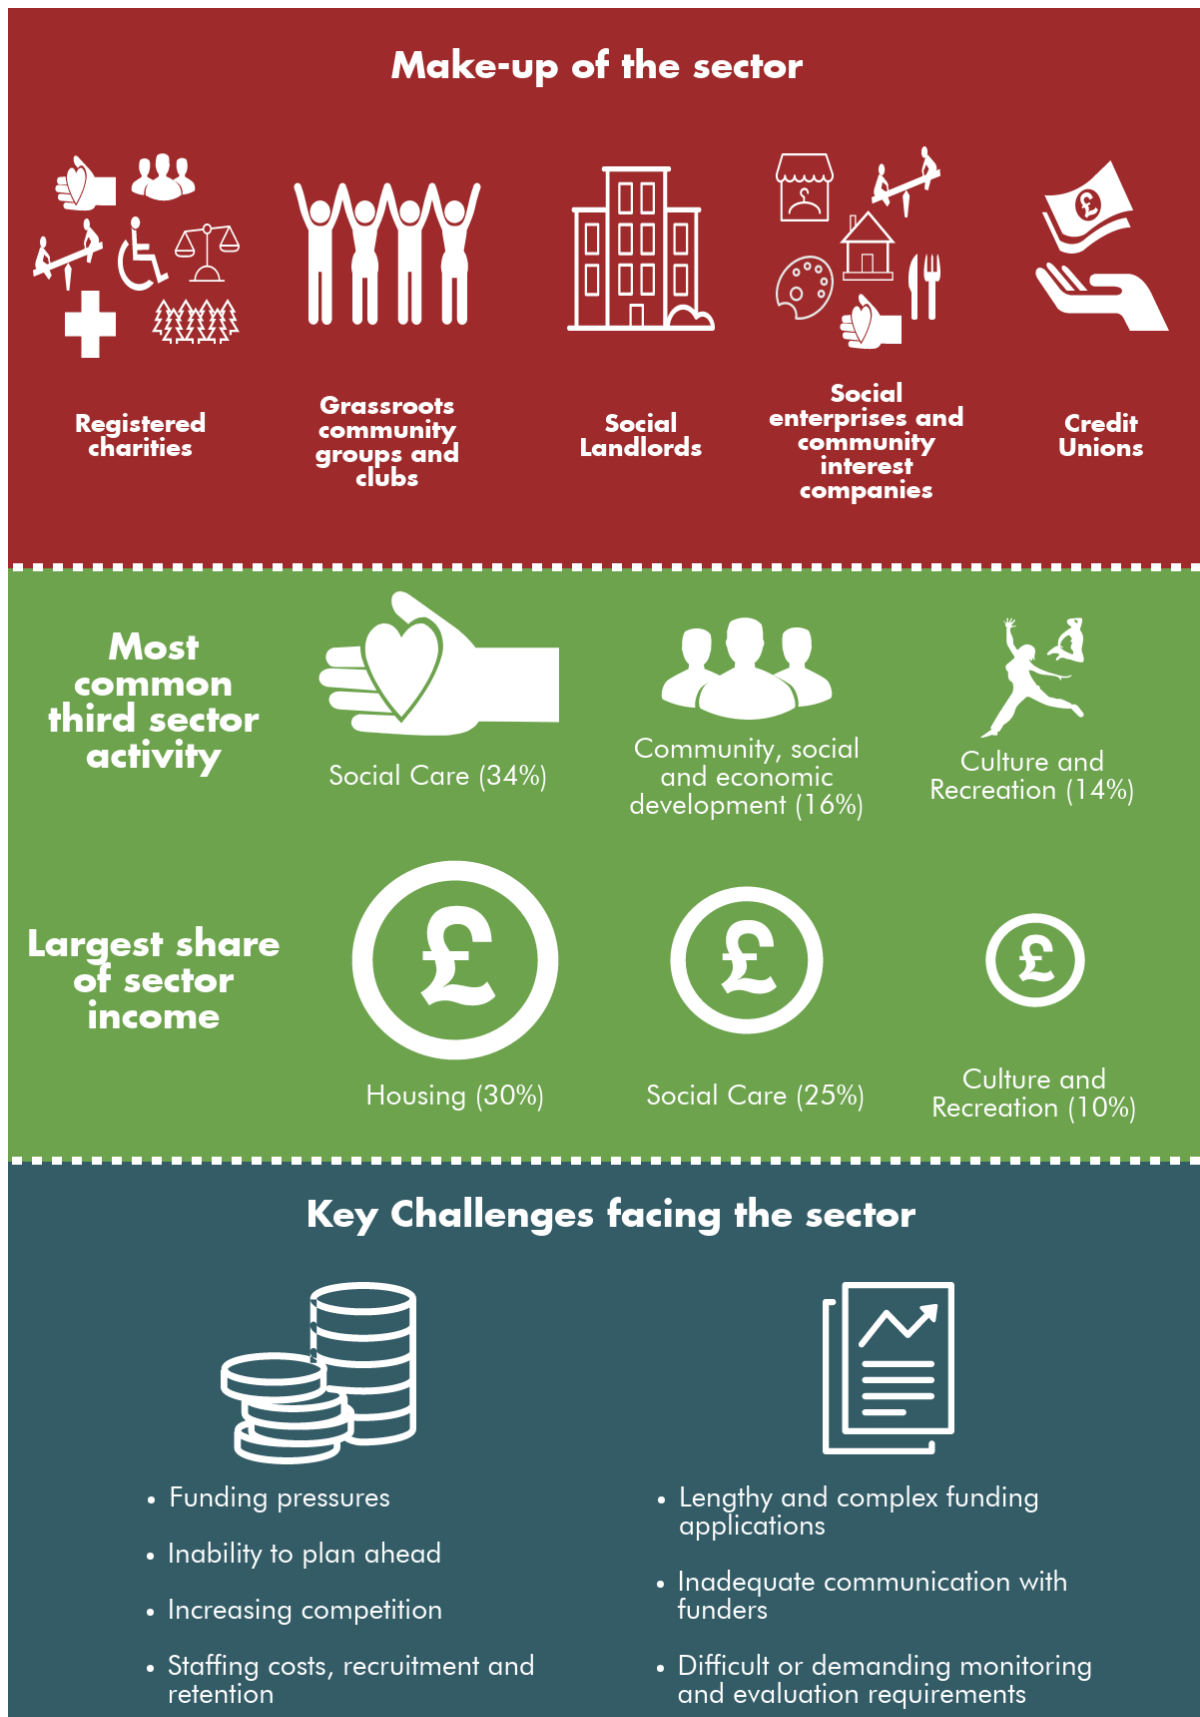 Make-up of the sector
Registered
charities
Grassroots
community
groups and
clubs
Social
Landlords
Social
enterprises and
community
interest
companies
Credit
Unions
Most
common
third sector
activity
Social Care (34%)
Community, social
and economic
development (16%)
Culture and
Recreation (14%)
Largest share
of sector
income
£
Housing (30%)
£
Social Care (25%)
£
Culture and
Recreation (10%)
Key Challenges facing the sector
• Funding pressures
• Inability to plan ahead
• Increasing competition
• Staffing costs, recruitment and
retention
• Lengthy and complex funding
applications
• Inadequate communication with
funders
• Difficult or demanding monitoring
and evaluation requirements